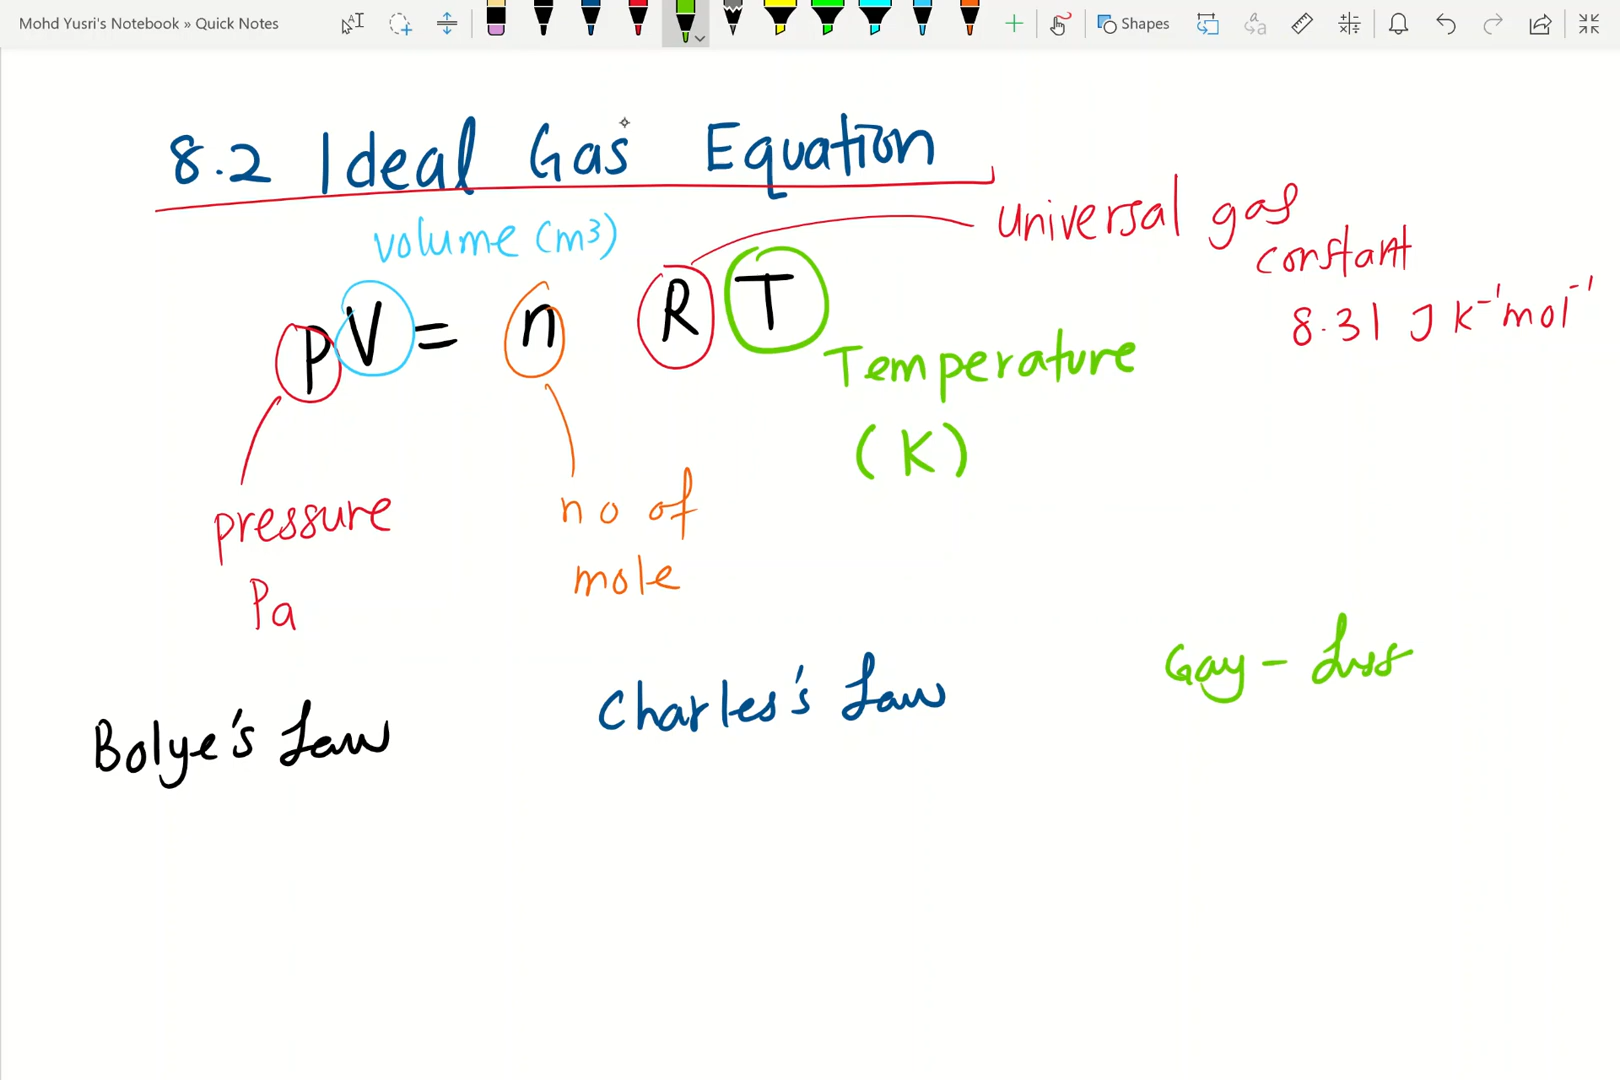 Mohd Yusri's Notebook » Quick Notes
Shapes
8.2 Ideal Gas Equation
volume (m³)
universal gas
constant
8.31 J K⁻¹mol⁻¹
pV = n R T
Temperature
(K)
pressure
Pa
no of
mole
Bolye's Law
Charles's Law
Gay -